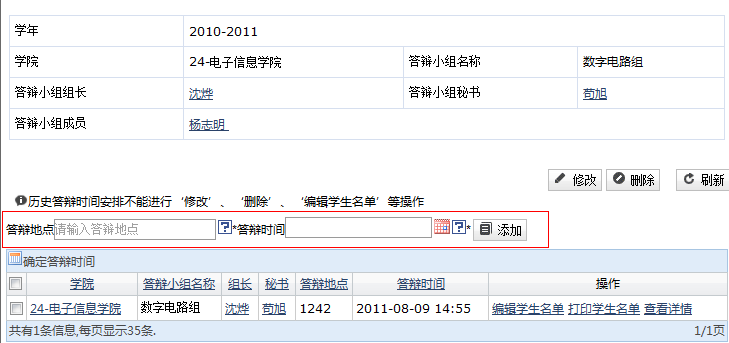 学年 2010-2011
学院 24-电子信息学院 答辩小组名称 数字电路组
答辩小组组长 沈烨 答辩小组秘书 苟旭
答辩小组成员 杨志明
修改 删除 刷新
历史答辩时间安排不能进行‘修改’、‘删除’、‘编辑学生名单’等操作
答辩地点 请输入答辩地点 ?*答辩时间 ?* 添加
确定答辩时间
学院 答辩小组名称 组长 秘书 答辩地点 答辩时间 操作
24-电子信息学院 数字电路组 沈烨 苟旭 1242 2011-08-09 14:55 编辑学生名单 打印学生名单 查看详情
共有1条信息,每页显示35条. 1/1页